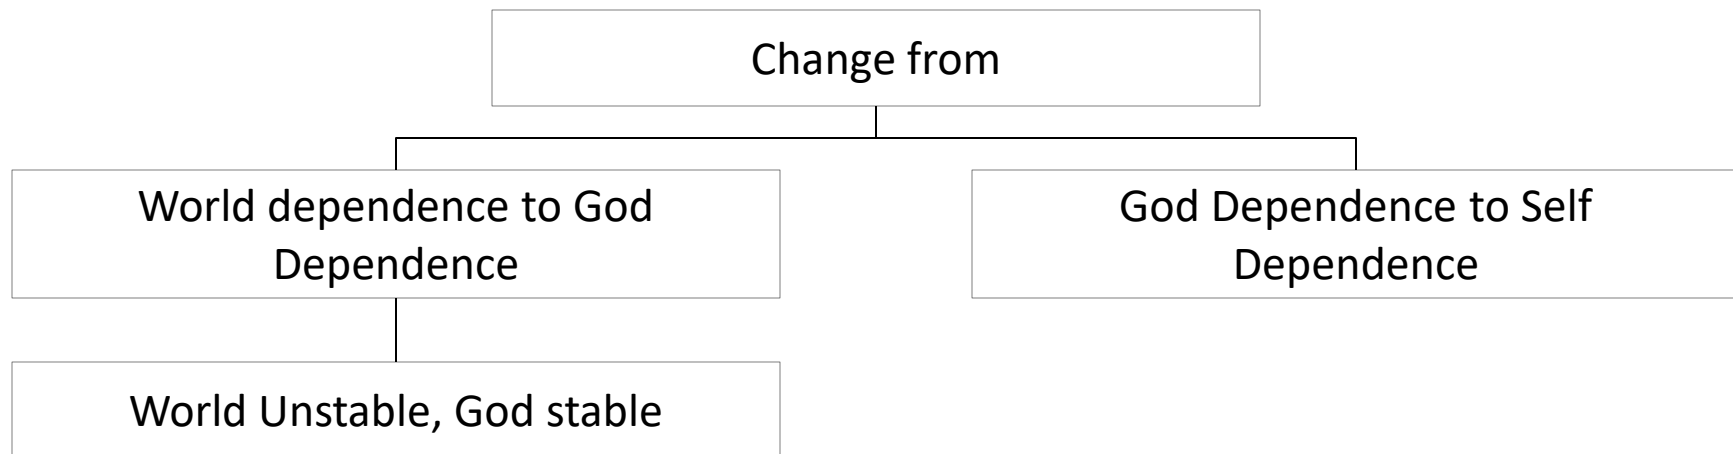 Change from
World dependence to God
Dependence
God Dependence to Self
Dependence
World Unstable, God stable